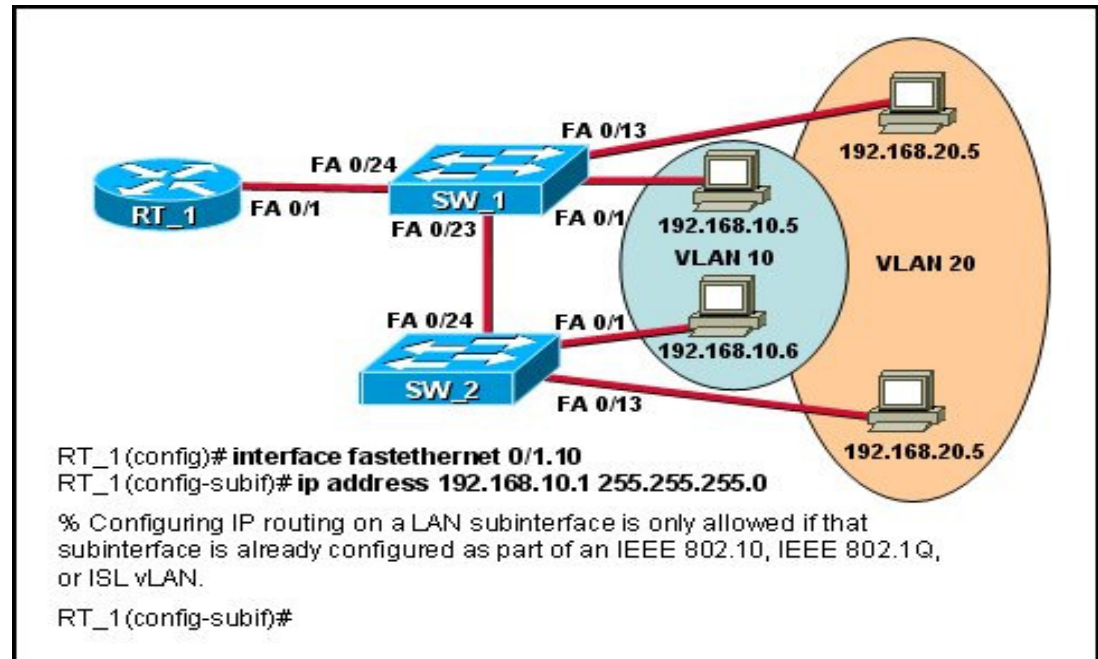 FA 0/13
192.168.20.5
FA 0/24
RT_1
FA 0/1
SW_1
FA 0/23
FA 0/1
192.168.10.5
VLAN 10
VLAN 20
FA 0/24
FA 0/1
192.168.10.6
SW_2
FA 0/13
192.168.20.5
RT_1(config)# interface fastethernet 0/1.10
RT_1(config-subif)# ip address 192.168.10.1 255.255.255.0
% Configuring IP routing on a LAN subinterface is only allowed if that
subinterface is already configured as part of an IEEE 802.10, IEEE 802.1Q,
or ISL vLAN.
RT_1(config-subif)#